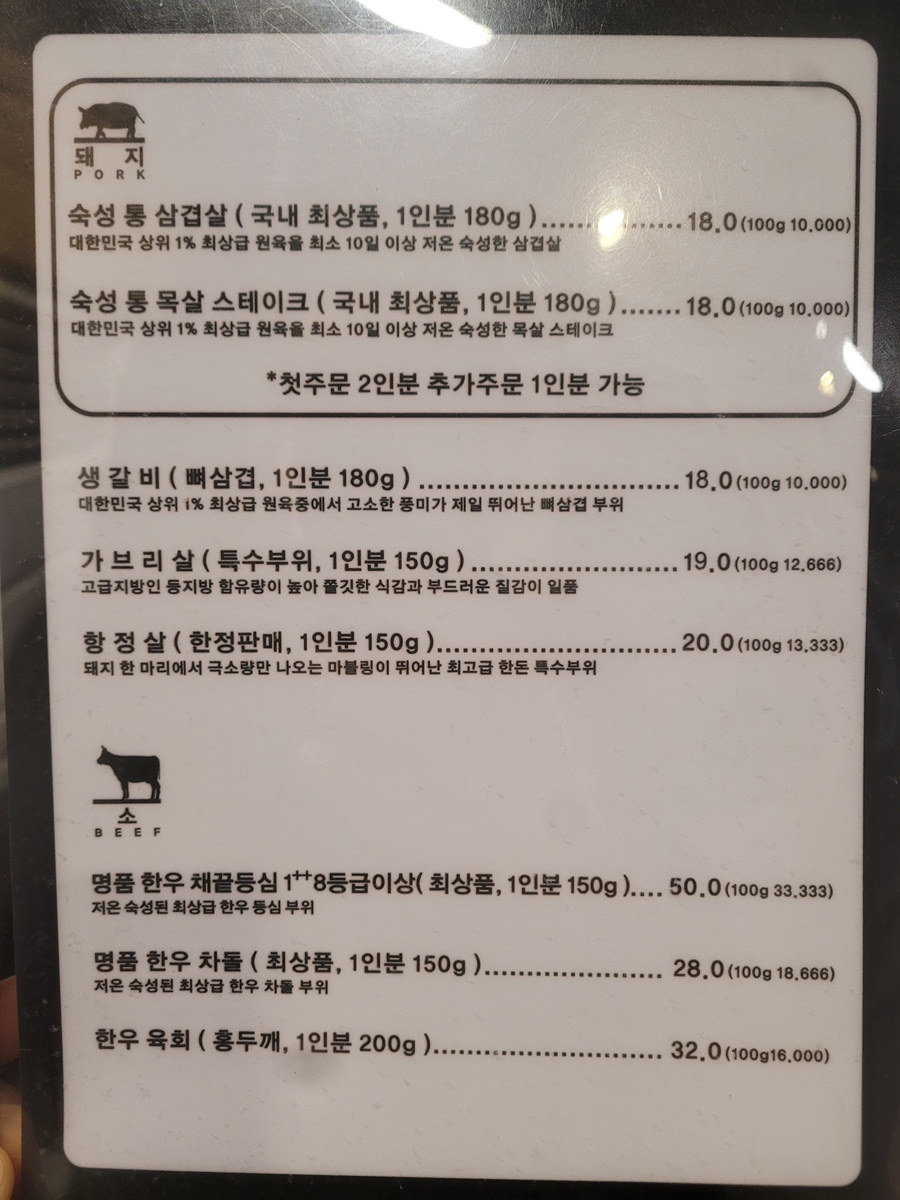 돼 지
PORK
숙성 통 삼겹살 ( 국내 최상품, 1인분 180g )................ 18.0 (100g 10.000)
대한민국 상위 1% 최상급 원육을 최소 10일 이상 저온 숙성한 삼겹살
숙성 통 목살 스테이크 ( 국내 최상품, 1인분 180g )....... 18.0 (100g 10.000)
대한민국 상위 1% 최상급 원육을 최소 10일 이상 저온 숙성한 목살 스테이크
*첫주문 2인분 추가주문 1인분 가능
생 갈 비 ( 뼈삼겹, 1인분 180g ) ............................... 18.0 (100g 10.000)
대한민국 상위 1% 최상급 원육중에서 고소한 풍미가 제일 뛰어난 뼈삼겹 부위
가 브 리 살 ( 특수부위, 1인분 150g ) ......................... 19.0 (100g 12.666)
고급지방인 등지방 함유량이 높아 쫄깃한 식감과 부드러운 질감이 일품
항 정 살 ( 한정판매, 1인분 150g )............................. 20.0 (100g 13.333)
돼지 한 마리에서 극소량만 나오는 마블링이 뛰어난 최고급 한돈 특수부위
소
BEEF
명품 한우 채끝등심 1++8등급이상( 최상품, 1인분 150g ).... 50.0 (100g 33.333)
저온 숙성된 최상급 한우 등심 부위
명품 한우 차돌 ( 최상품, 1인분 150g )..................... 28.0 (100g 18.666)
저온 숙성된 최상급 한우 차돌 부위
한우 육회 ( 홍두깨, 1인분 200g )........................... 32.0 (100g16.000)